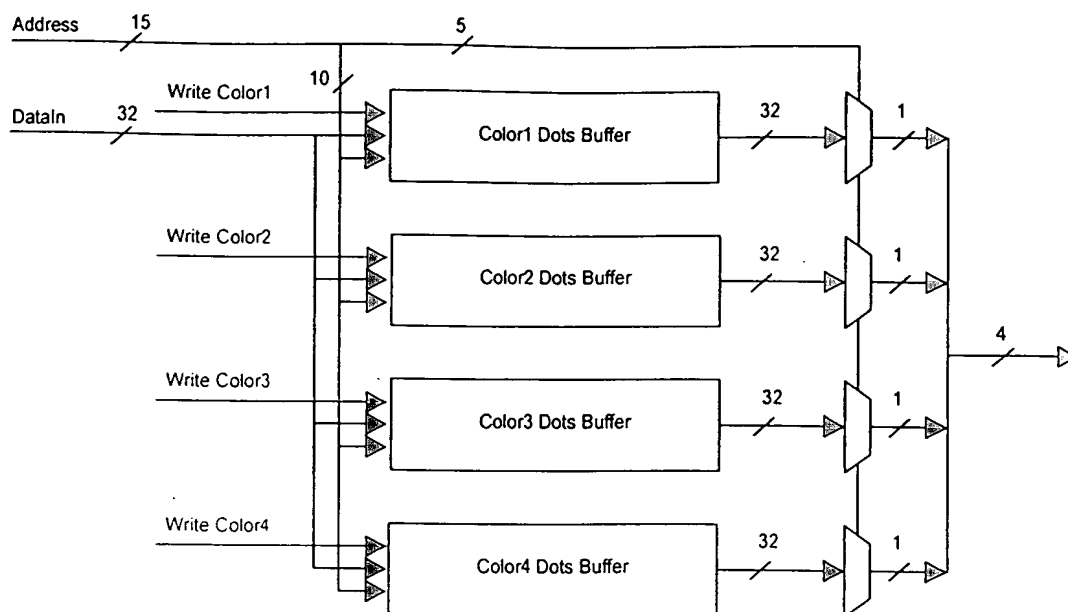 Address 15 5
10
Write Color1
DataIn 32
Color1 Dots Buffer 32 1
Write Color2
Color2 Dots Buffer 32 1
4
Write Color3
Color3 Dots Buffer 32 1
Write Color4
Color4 Dots Buffer 32 1